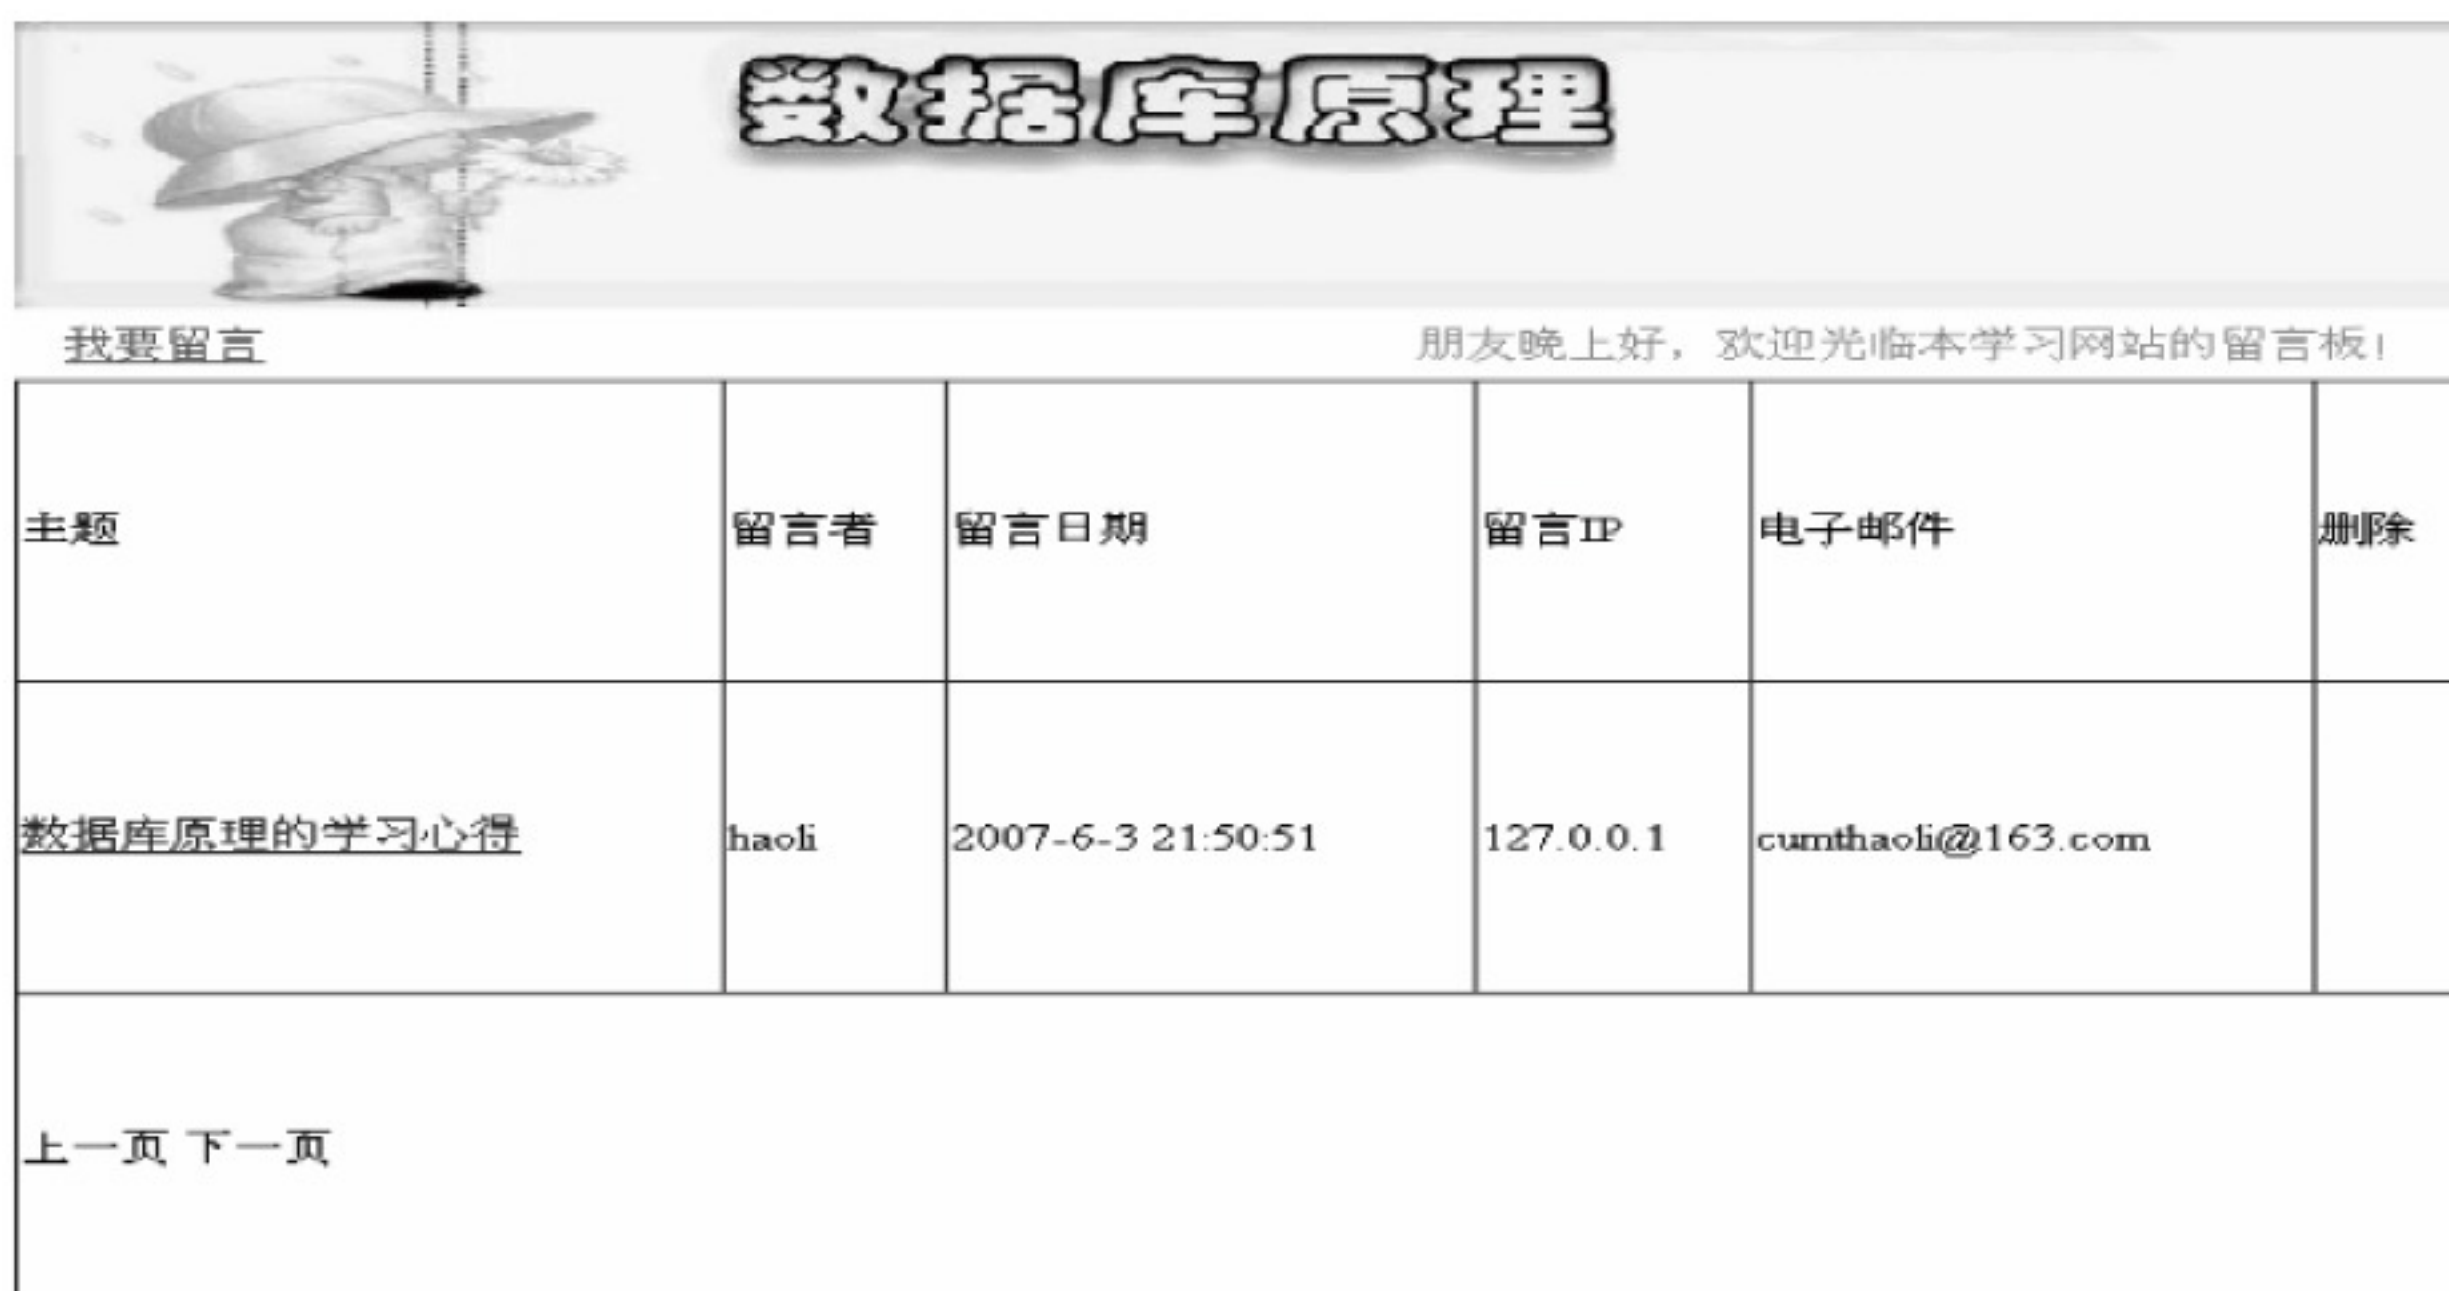 数据库原理
我要留言 朋友晚上好，欢迎光临本学习网站的留言板！
主题 留言者 留言日期 留言IP 电子邮件 删除
数据库原理的学习心得 haoli 2007-6-3 21:50:51 127.0.0.1 cumthaoli@163.com
上一页 下一页